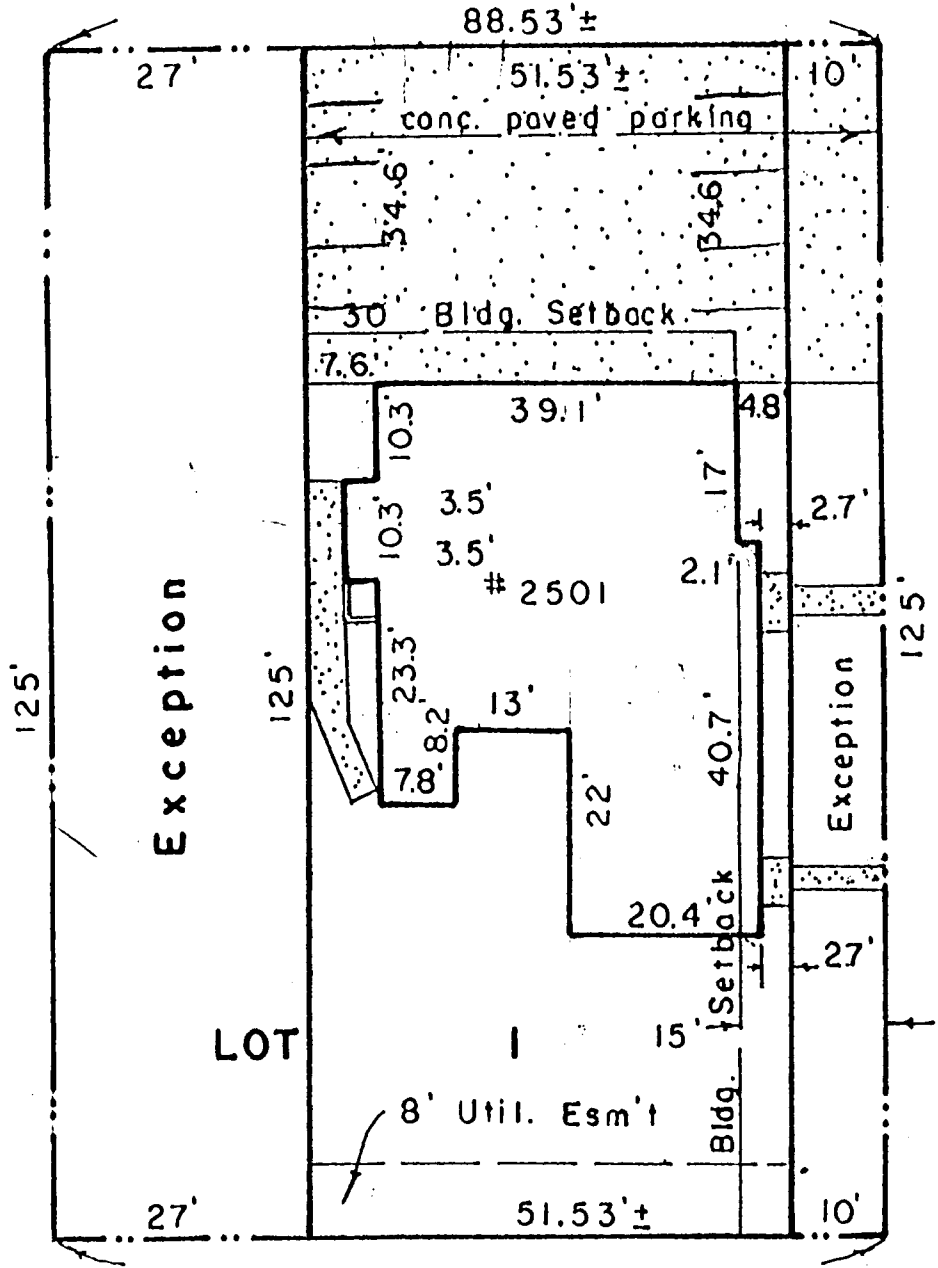 88.53'±
27' 51.53'± 10'
conc. paved parking
34.6' 34.6'
30' Bldg. Setback
7.6'
39.1' 4.8
10.3' 17'
10.3' 3.5' 2.7'
3.5'
# 2501 2.1'
125' Exception 125' 23.3' 8.2' 13' 40.7' Exception 125'
7.8' 22'
20.4'
27'
15' Bldg. Setback
LOT 1
8' Util. Esm't
27' 51.53'± 10'